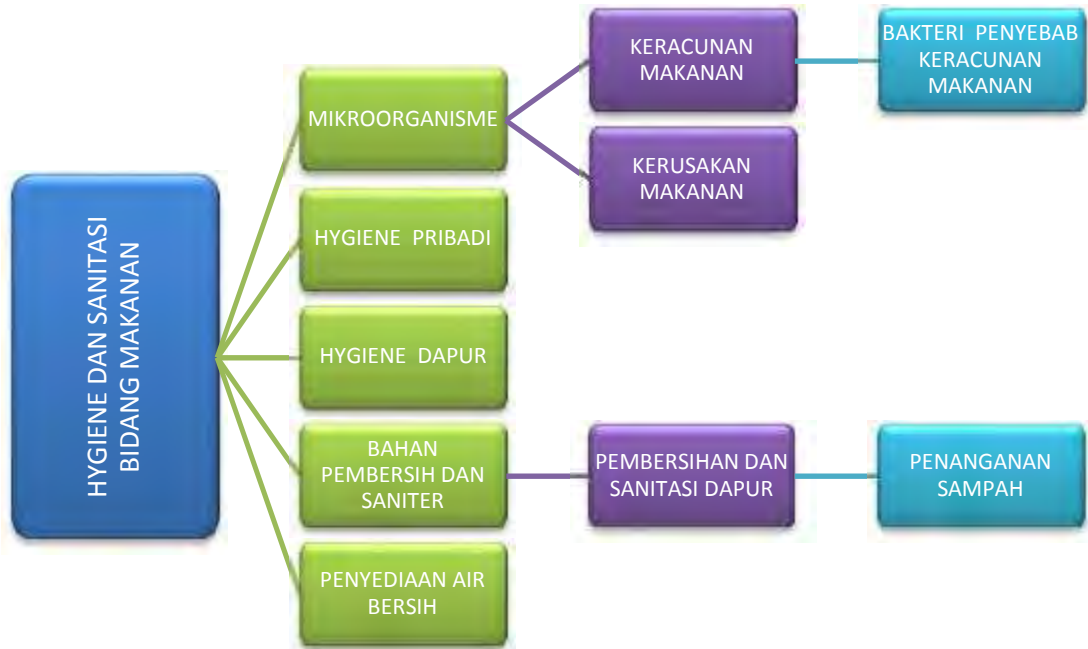 HYGIENE DAN SANITASI
BIDANG MAKANAN
MIKROORGANISME
KERACUNAN
MAKANAN
BAKTERI PENYEBAB
KERACUNAN
MAKANAN
KERUSAKAN
MAKANAN
HYGIENE PRIBADI
HYGIENE DAPUR
BAHAN
PEMBERSIH DAN
SANITER
PEMBERSIHAN DAN
SANITASI DAPUR
PENANGANAN
SAMPAH
PENYEDIAAN AIR
BERSIH